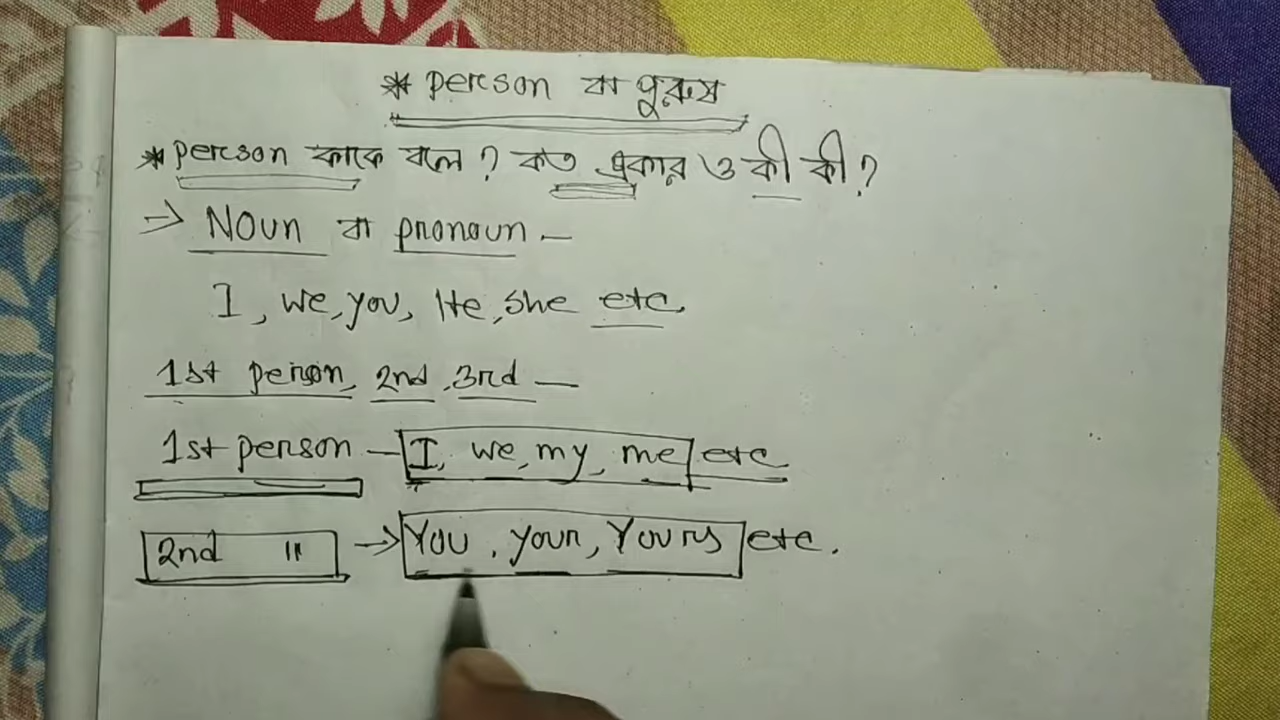 * person বা পুরুষ
* person কাকে বলে? কত প্রকার ও কী কী?
→ Noun বা pronoun —
I, we, you, He, She etc.
1st person, 2nd, 3rd —
1st person — I, we, my, me etc
2nd " → You, your, Yours etc.